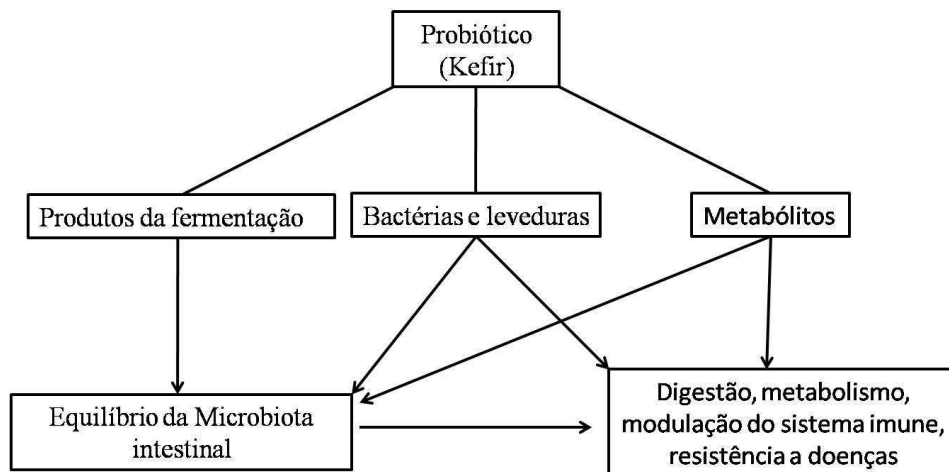 Probiótico
(Kefir)
Produtos da fermentação
Bactérias e leveduras
Metabólitos
Equilíbrio da Microbiota
intestinal
Digestão, metabolismo,
modulação do sistema imune,
resistência a doenças